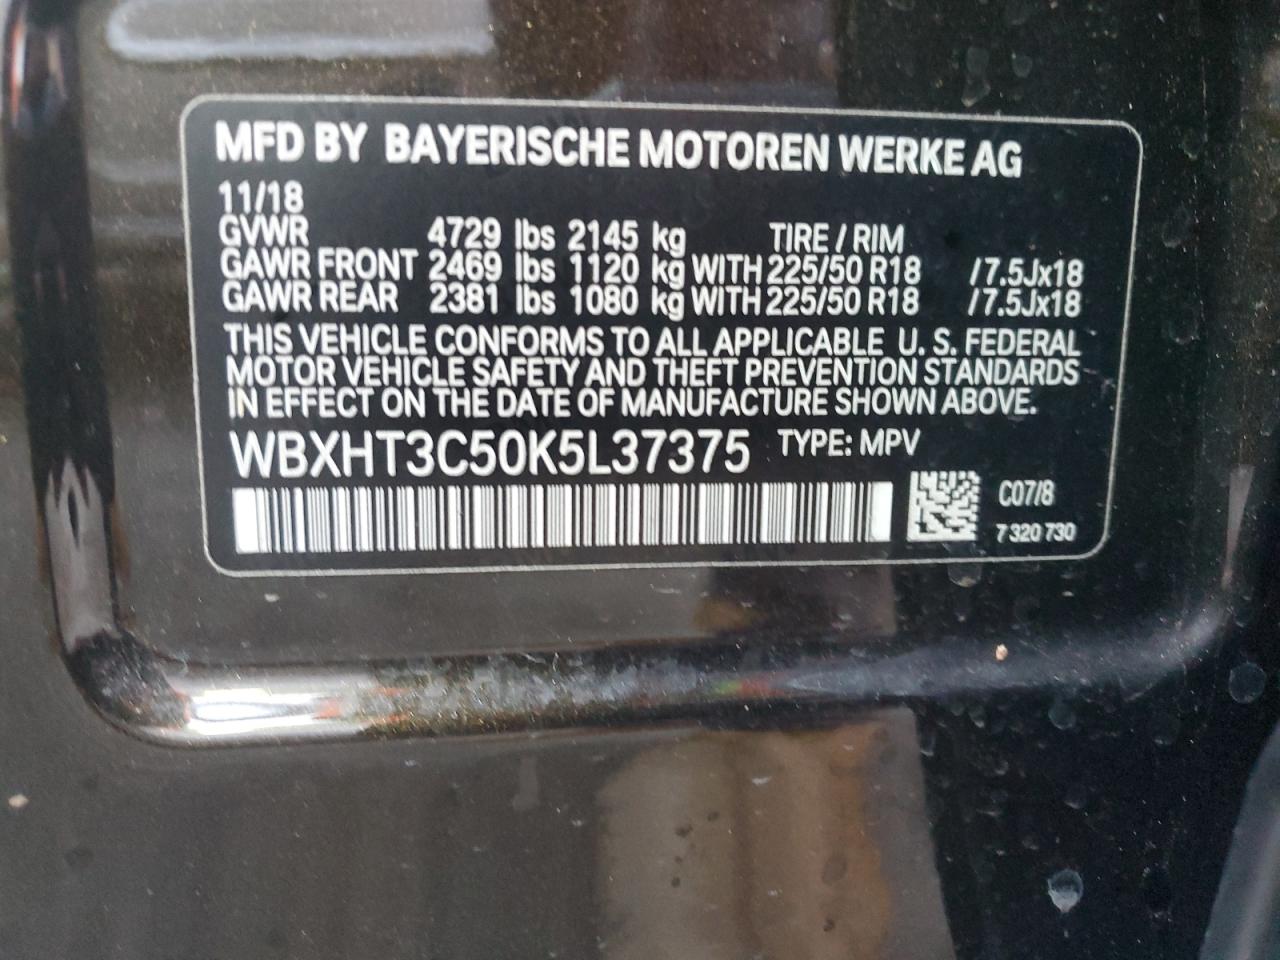 MFD BY BAYERISCHE MOTOREN WERKE AG
11/18
GVWR 4729 lbs 2145 kg TIRE / RIM
GAWR FRONT 2469 lbs 1120 kg WITH 225/50 R18 /7.5Jx18
GAWR REAR 2381 lbs 1080 kg WITH 225/50 R18 /7.5Jx18
THIS VEHICLE CONFORMS TO ALL APPLICABLE U. S. FEDERAL
MOTOR VEHICLE SAFETY AND THEFT PREVENTION STANDARDS
IN EFFECT ON THE DATE OF MANUFACTURE SHOWN ABOVE.
WBXHT3C50K5L37375 TYPE: MPV
C07/8
7 320 730